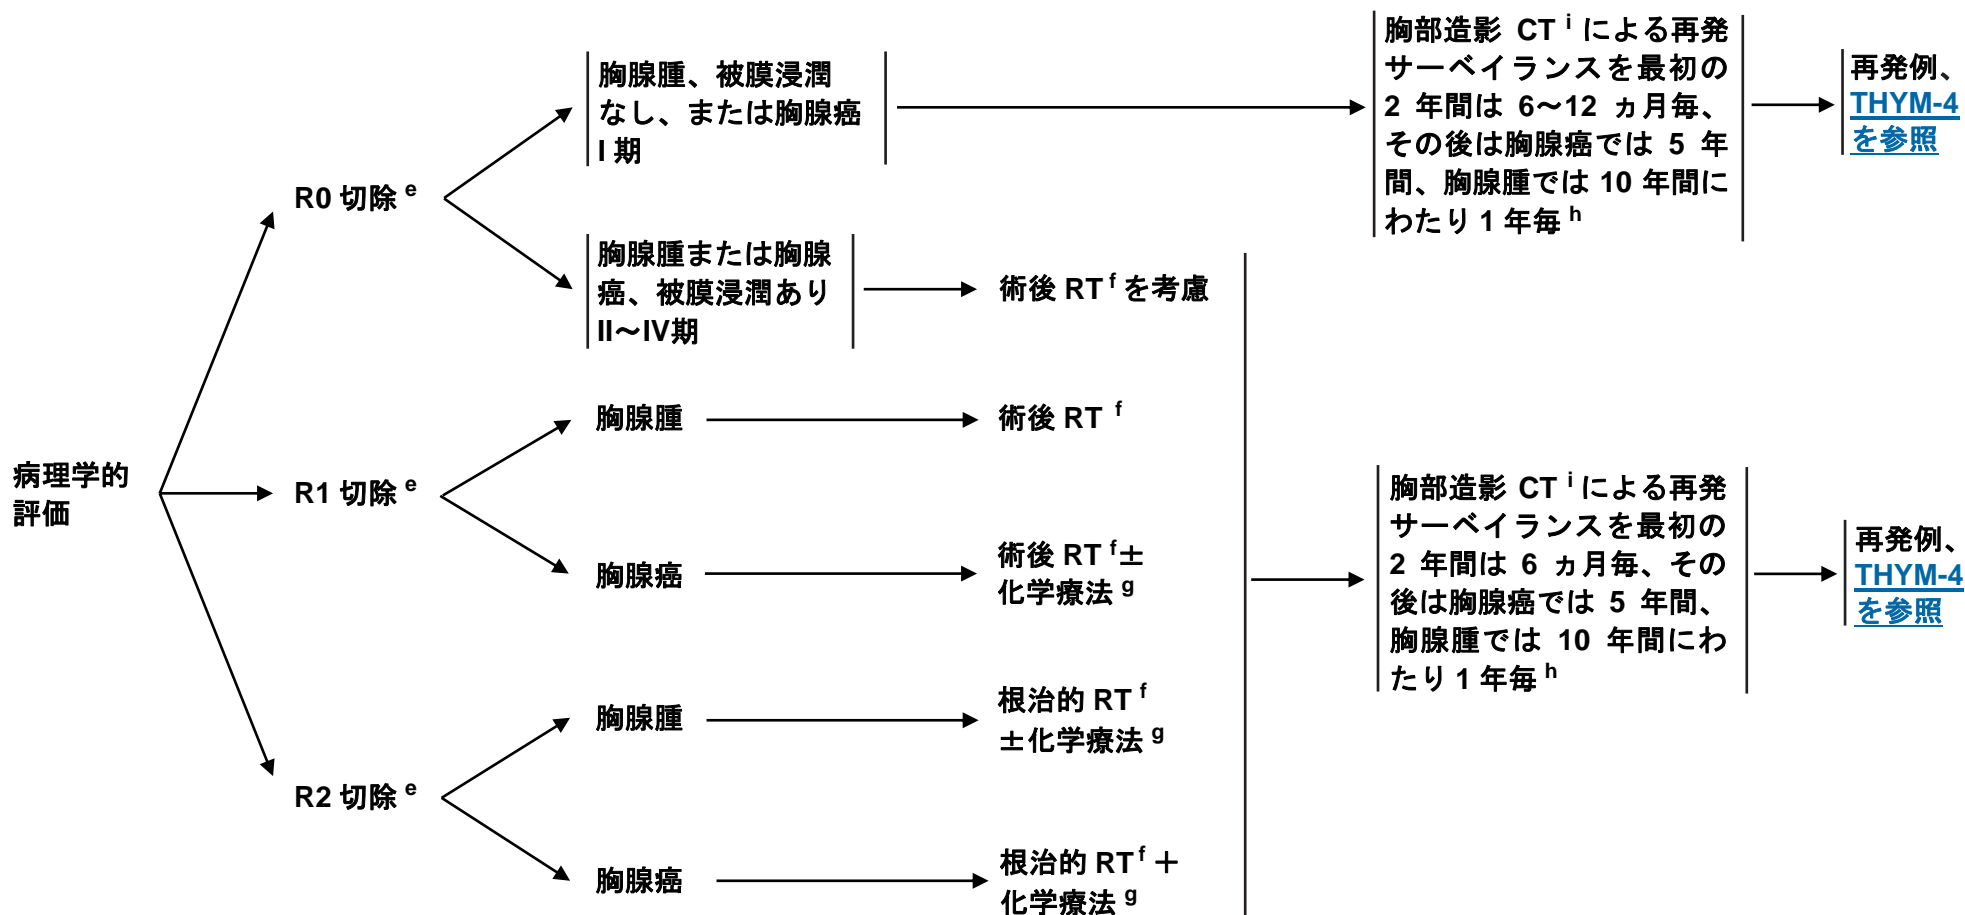 病理学的
評価
R0 切除 e
胸腺腫、被膜浸潤
なし、または胸腺癌
I 期
胸部造影 CT i による再発
サーベイランスを最初の
2 年間は 6～12 ヵ月毎、
その後は胸腺癌では 5 年
間、胸腺腫では 10 年間に
わたり 1 年毎 h
再発例、
THYM-4
を参照
胸腺腫または胸腺
癌、被膜浸潤あり
II～IV期
術後 RT f を考慮
R1 切除 e
胸腺腫
術後 RT f
胸腺癌
術後 RT f ±
化学療法 g
R2 切除 e
胸腺腫
根治的 RT f
±化学療法 g
胸腺癌
根治的 RT f ＋
化学療法 g
胸部造影 CT i による再発
サーベイランスを最初の
2 年間は 6 ヵ月毎、その
後は胸腺癌では 5 年間、
胸腺腫では 10 年間にわ
たり 1 年毎 h
再発例、
THYM-4
を参照